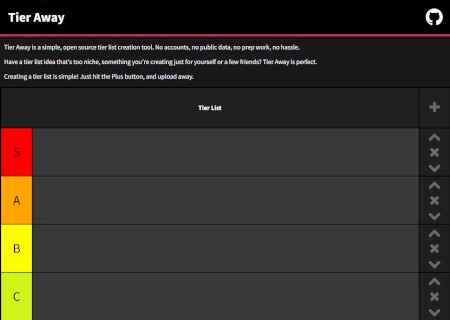 Tier Away
Tier Away is a simple, open source tier list creation tool. No accounts, no public data, no prep work, no hassle.
Have a tier list idea that's too niche, something you're creating just for yourself or a few friends? Tier Away is perfect.
Creating a tier list is simple! Just hit the Plus button, and upload away.
Tier List
S
A
B
C